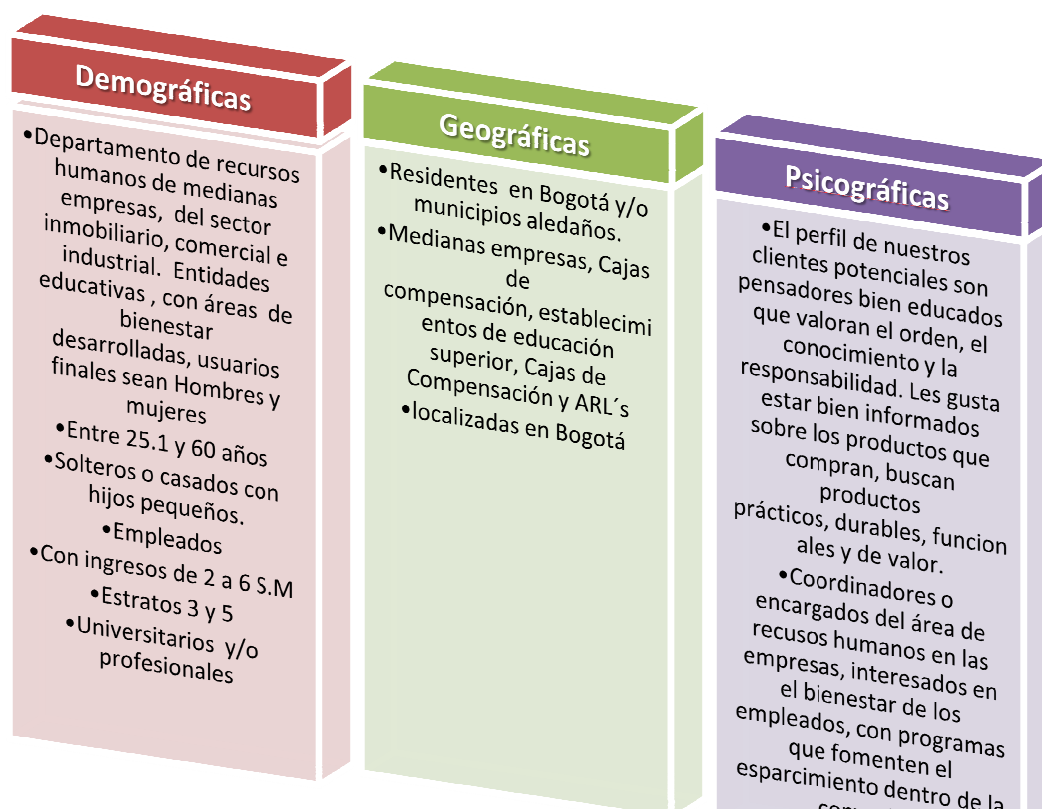 Demográficas
•Departamento de recursos
humanos de medianas
empresas, del sector
inmobiliario, comercial e
industrial. Entidades
educativas , con áreas de
bienestar
desarrolladas, usuarios
finales sean Hombres y
mujeres
•Entre 25.1 y 60 años
•Solteros o casados con
hijos pequeños.
•Empleados
•Con ingresos de 2 a 6 S.M
•Estratos 3 y 5
•Universitarios y/o
profesionales
Geográficas
•Residentes en Bogotá y/o
municipios aledaños.
•Medianas empresas, Cajas
de
compensación, establecimi
entos de educación
superior, Cajas de
Compensación y ARL´s
•localizadas en Bogotá
Psicográficas
•El perfil de nuestros
clientes potenciales son
pensadores bien educados
que valoran el orden, el
conocimiento y la
responsabilidad. Les gusta
estar bien informados
sobre los productos que
compran, buscan
productos
prácticos, durables, funcion
ales y de valor.
•Coordinadores o
encargados del área de
recusos humanos en las
empresas, interesados en
el bienestar de los
empleados, con programas
que fomenten el
esparcimiento dentro de la